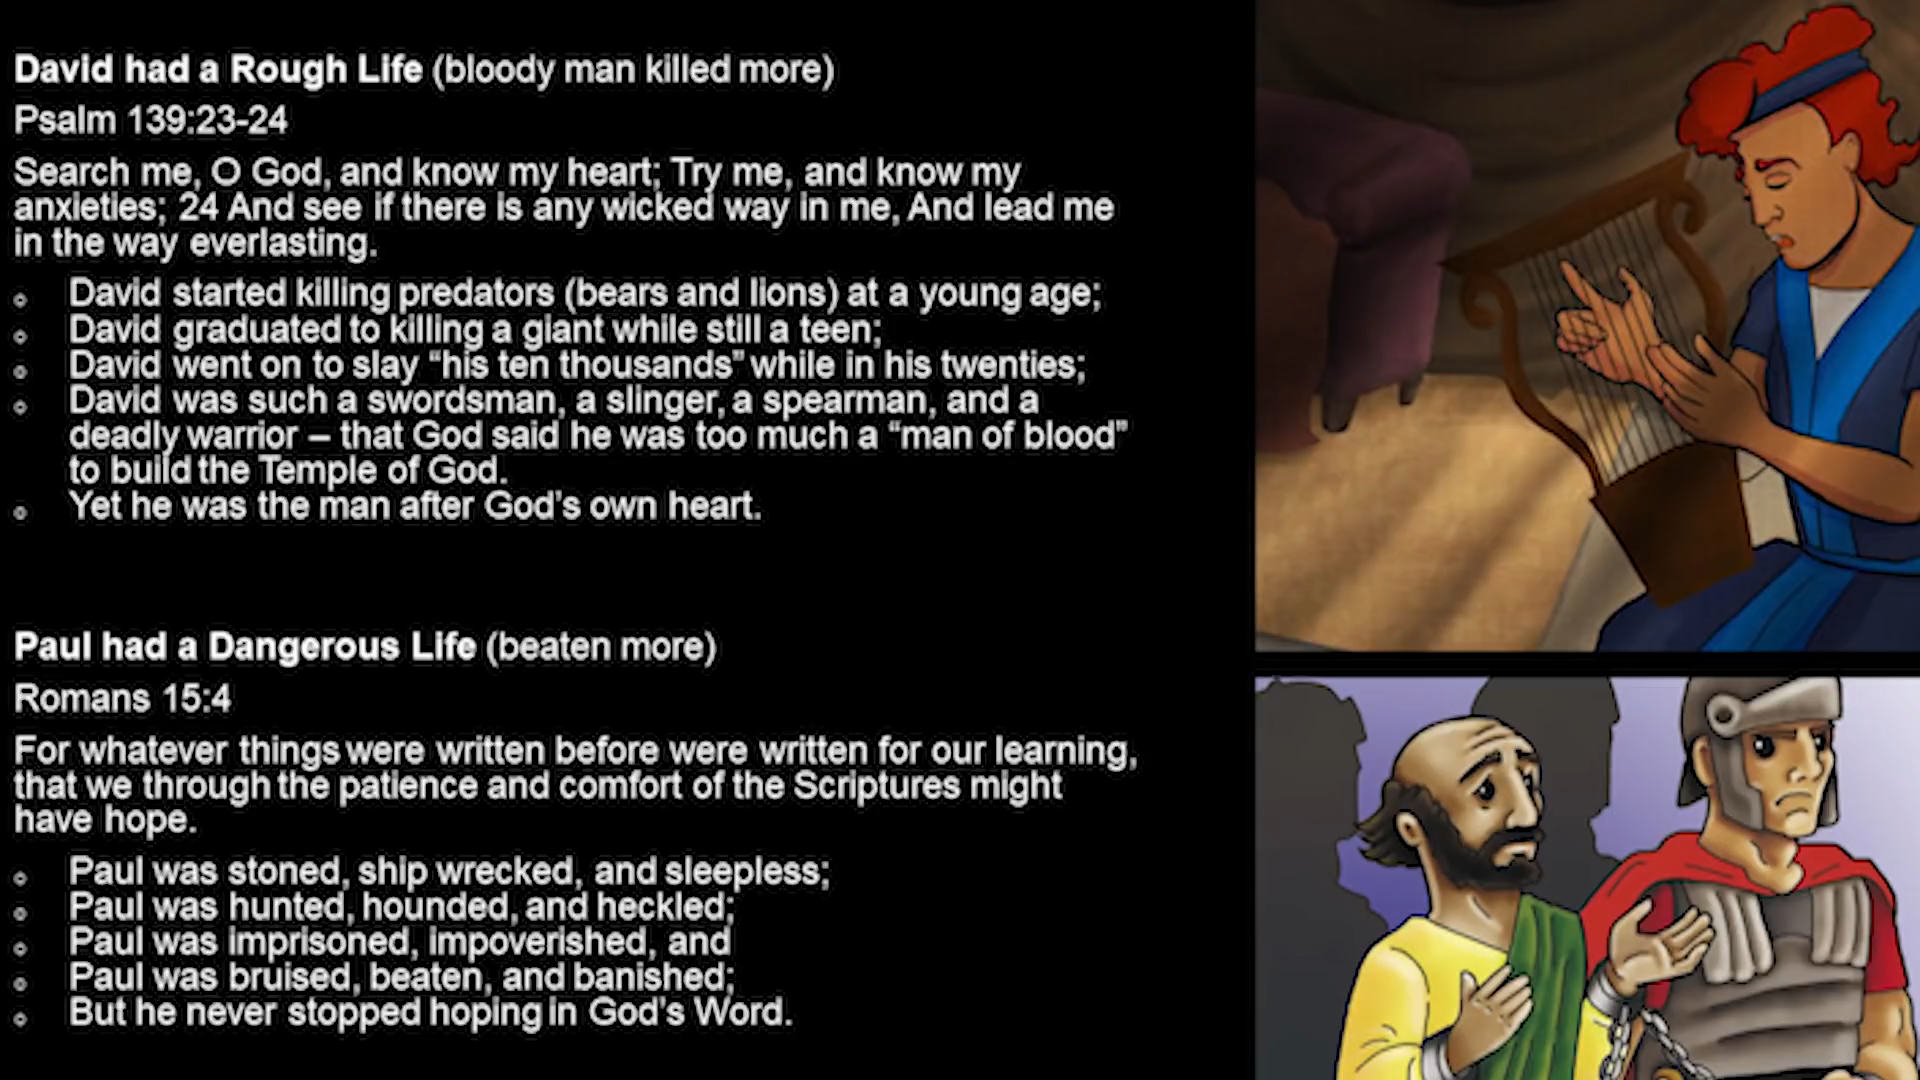 David had a Rough Life (bloody man killed more)
Psalm 139:23-24
Search me, O God, and know my heart; Try me, and know my
anxieties; 24 And see if there is any wicked way in me, And lead me
in the way everlasting.
David started killing predators (bears and lions) at a young age;
David graduated to killing a giant while still a teen;
David went on to slay “his ten thousands” while in his twenties;
David was such a swordsman, a slinger, a spearman, and a
deadly warrior – that God said he was too much a “man of blood”
to build the Temple of God.
Yet he was the man after God’s own heart.
Paul had a Dangerous Life (beaten more)
Romans 15:4
For whatever things were written before were written for our learning,
that we through the patience and comfort of the Scriptures might
have hope.
Paul was stoned, ship wrecked, and sleepless;
Paul was hunted, hounded, and heckled;
Paul was imprisoned, impoverished, and
Paul was bruised, beaten, and banished;
But he never stopped hoping in God’s Word.